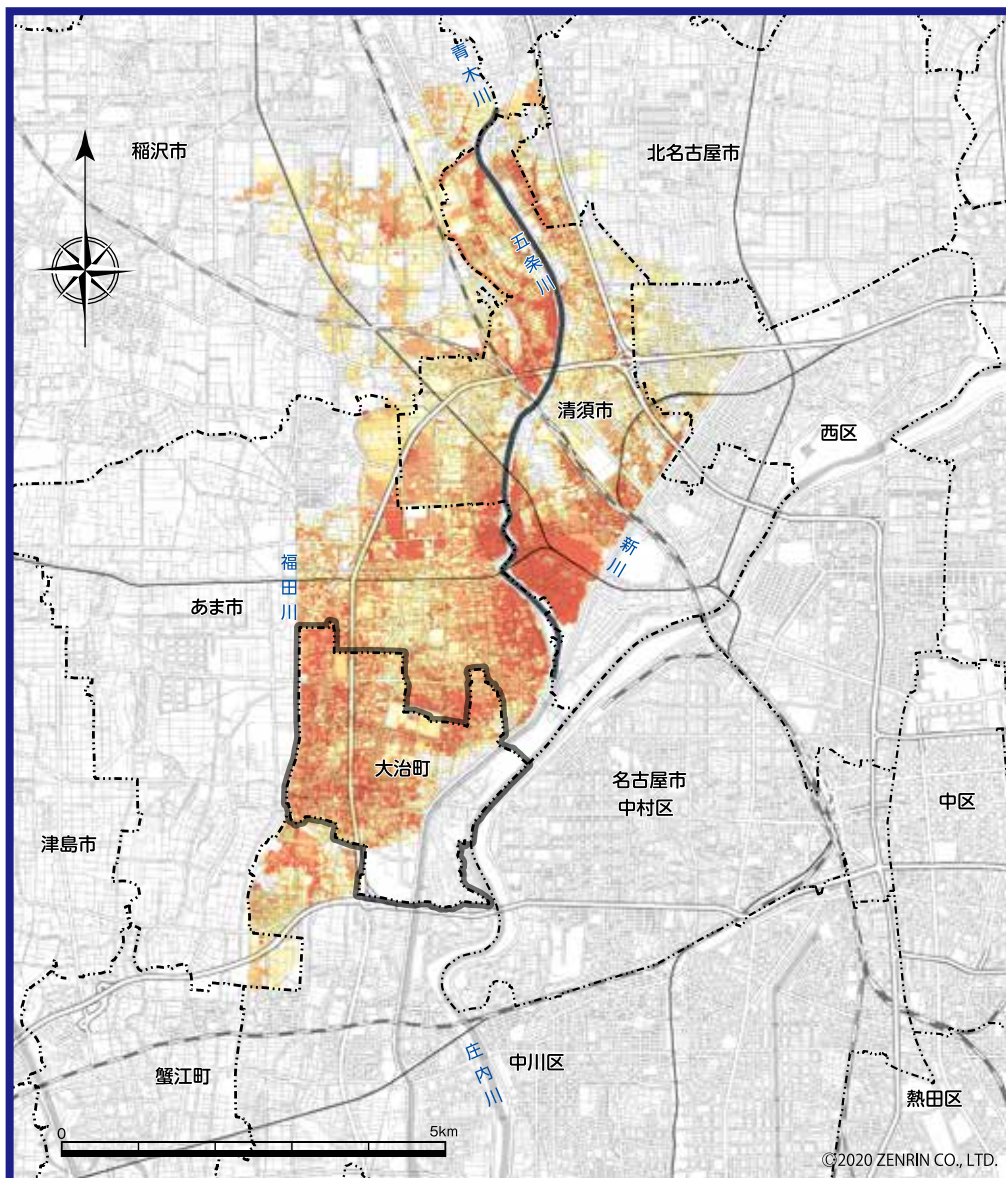 青木川
稲沢市
北名古屋市
五条川
清須市
西区
新川
福田川
あま市
大治町
名古屋市
中村区
中区
津島市
庄内川
中川区
蟹江町
熱田区
0
5km
©2020 ZENRIN CO., LTD.